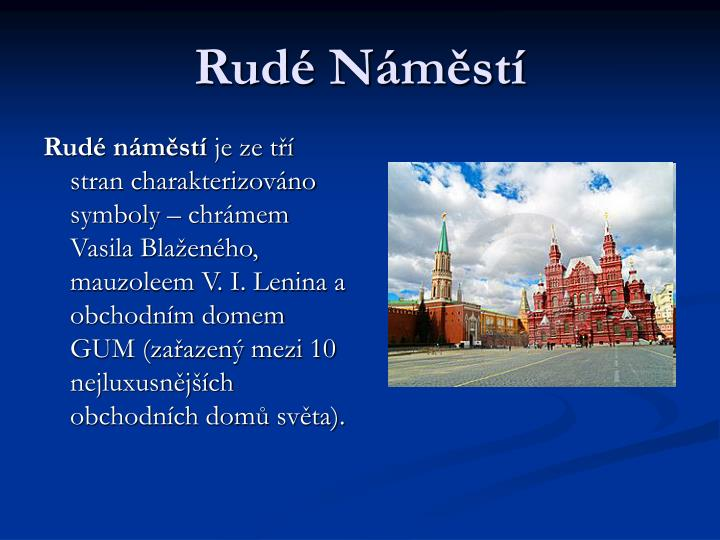 Rudé Náměstí
Rudé náměstí je ze tří
stran charakterizováno
symboly – chrámem
Vasila Blaženého,
mauzoleem V. I. Lenina a
obchodním domem
GUM (zařazený mezi 10
nejluxusnějších
obchodních domů světa).